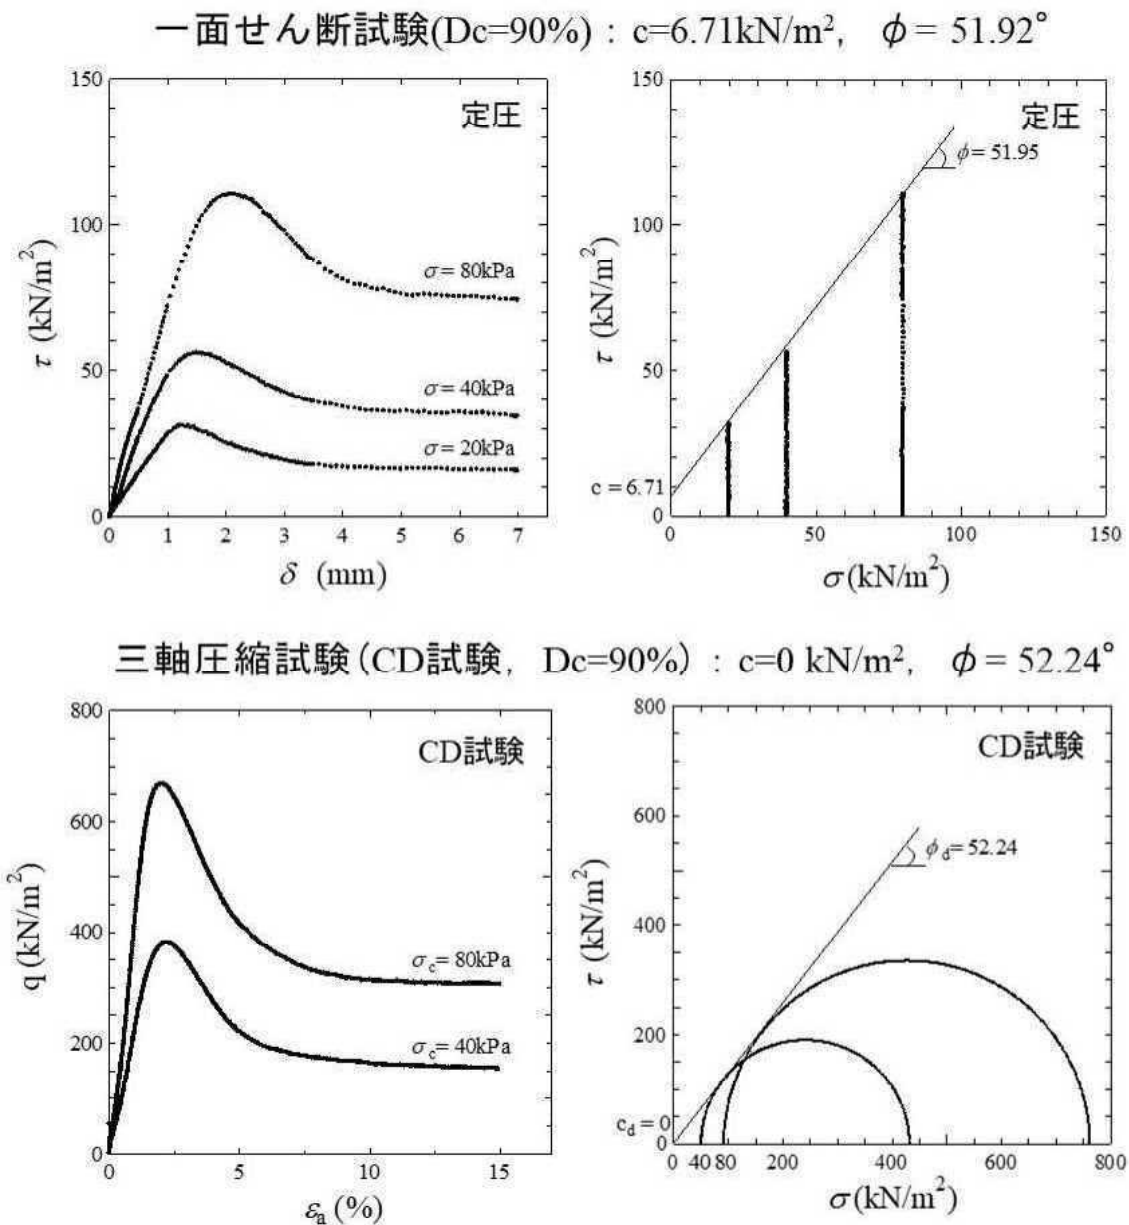 一面せん断試験(Dc=90%) : c=6.71kN/m², ϕ = 51.92°
150
定圧
100
50
0
τ (kN/m²)
σ = 80kPa
σ = 40kPa
σ = 20kPa
0 1 2 3 4 5 6 7
δ (mm)
150
定圧
ϕ = 51.95
100
50
0
τ (kN/m²)
c = 6.71
0 50 100 150
σ(kN/m²)
三軸圧縮試験(CD試験, Dc=90%) : c=0 kN/m², ϕ = 52.24°
800
CD試験
600
400
200
0
q (kN/m²)
σc = 80kPa
σc = 40kPa
0 5 10 15
εa (%)
800
CD試験
600
ϕd = 52.24
400
200
0
τ (kN/m²)
cd = 0
0 40 80 200 400 600 800
σ(kN/m²)